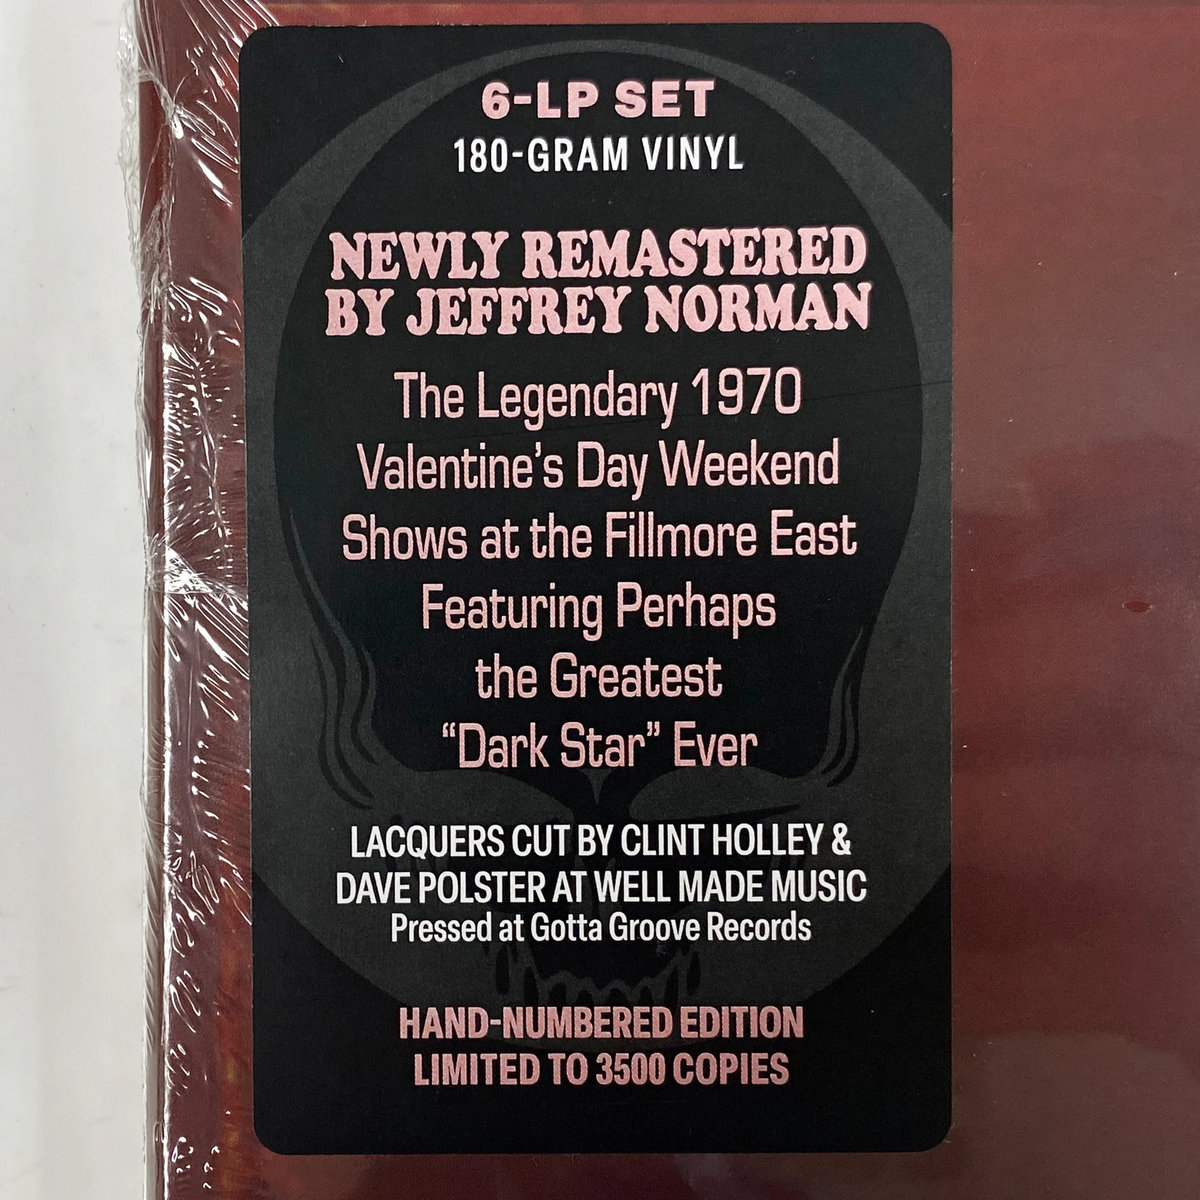 6-LP SET
180-GRAM VINYL
NEWLY REMASTERED
BY JEFFREY NORMAN
The Legendary 1970
Valentine's Day Weekend
Shows at the Fillmore East
Featuring Perhaps
the Greatest
“Dark Star” Ever
LACQUERS CUT BY CLINT HOLLEY &
DAVE POLSTER AT WELL MADE MUSIC
Pressed at Gotta Groove Records
HAND-NUMBERED EDITION
LIMITED TO 3500 COPIES